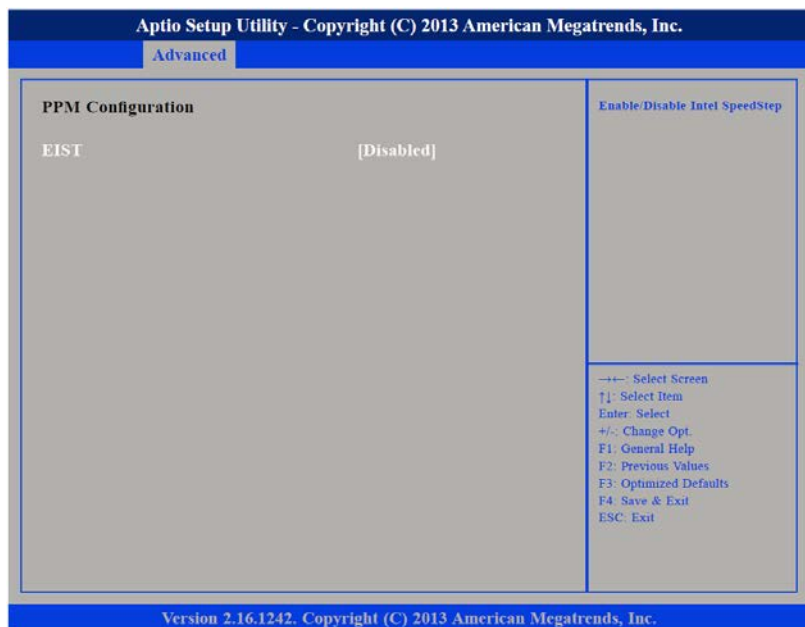 Aptio Setup Utility - Copyright (C) 2013 American Megatrends, Inc.
Advanced
PPM Configuration
EIST [Disabled]
Enable/Disable Intel SpeedStep
→←: Select Screen
↑↓: Select Item
Enter: Select
+/-: Change Opt.
F1: General Help
F2: Previous Values
F3: Optimized Defaults
F4: Save & Exit
ESC: Exit
Version 2.16.1242. Copyright (C) 2013 American Megatrends, Inc.